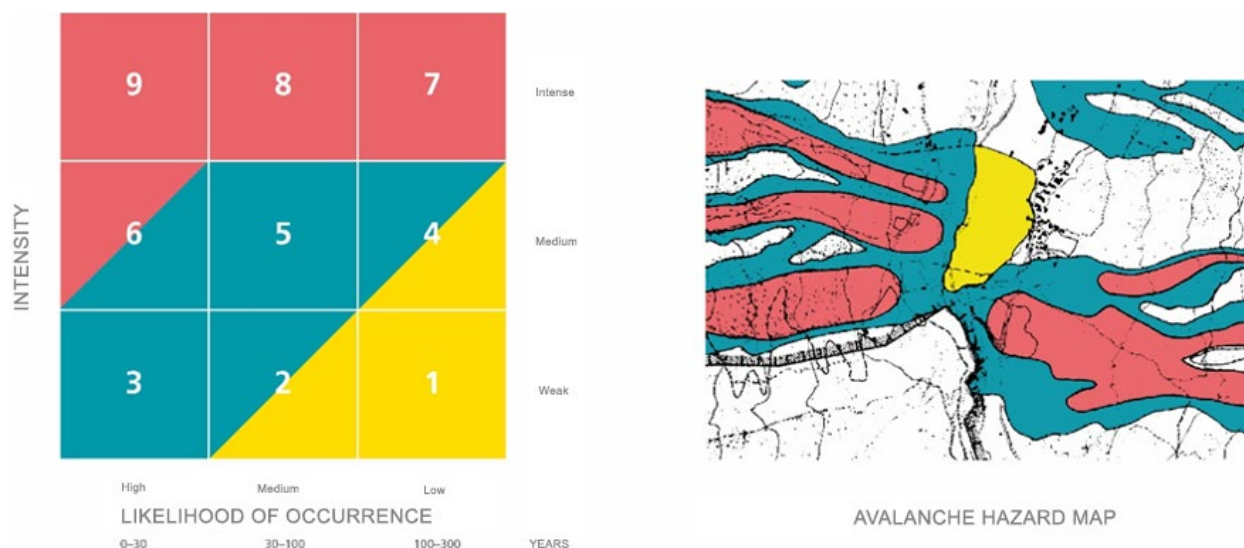 9 8 7 Intense
6 5 4 Medium
3 2 1 Weak
INTENSITY
High Medium Low
LIKELIHOOD OF OCCURRENCE
0–30 30–100 100–300 YEARS
AVALANCHE HAZARD MAP